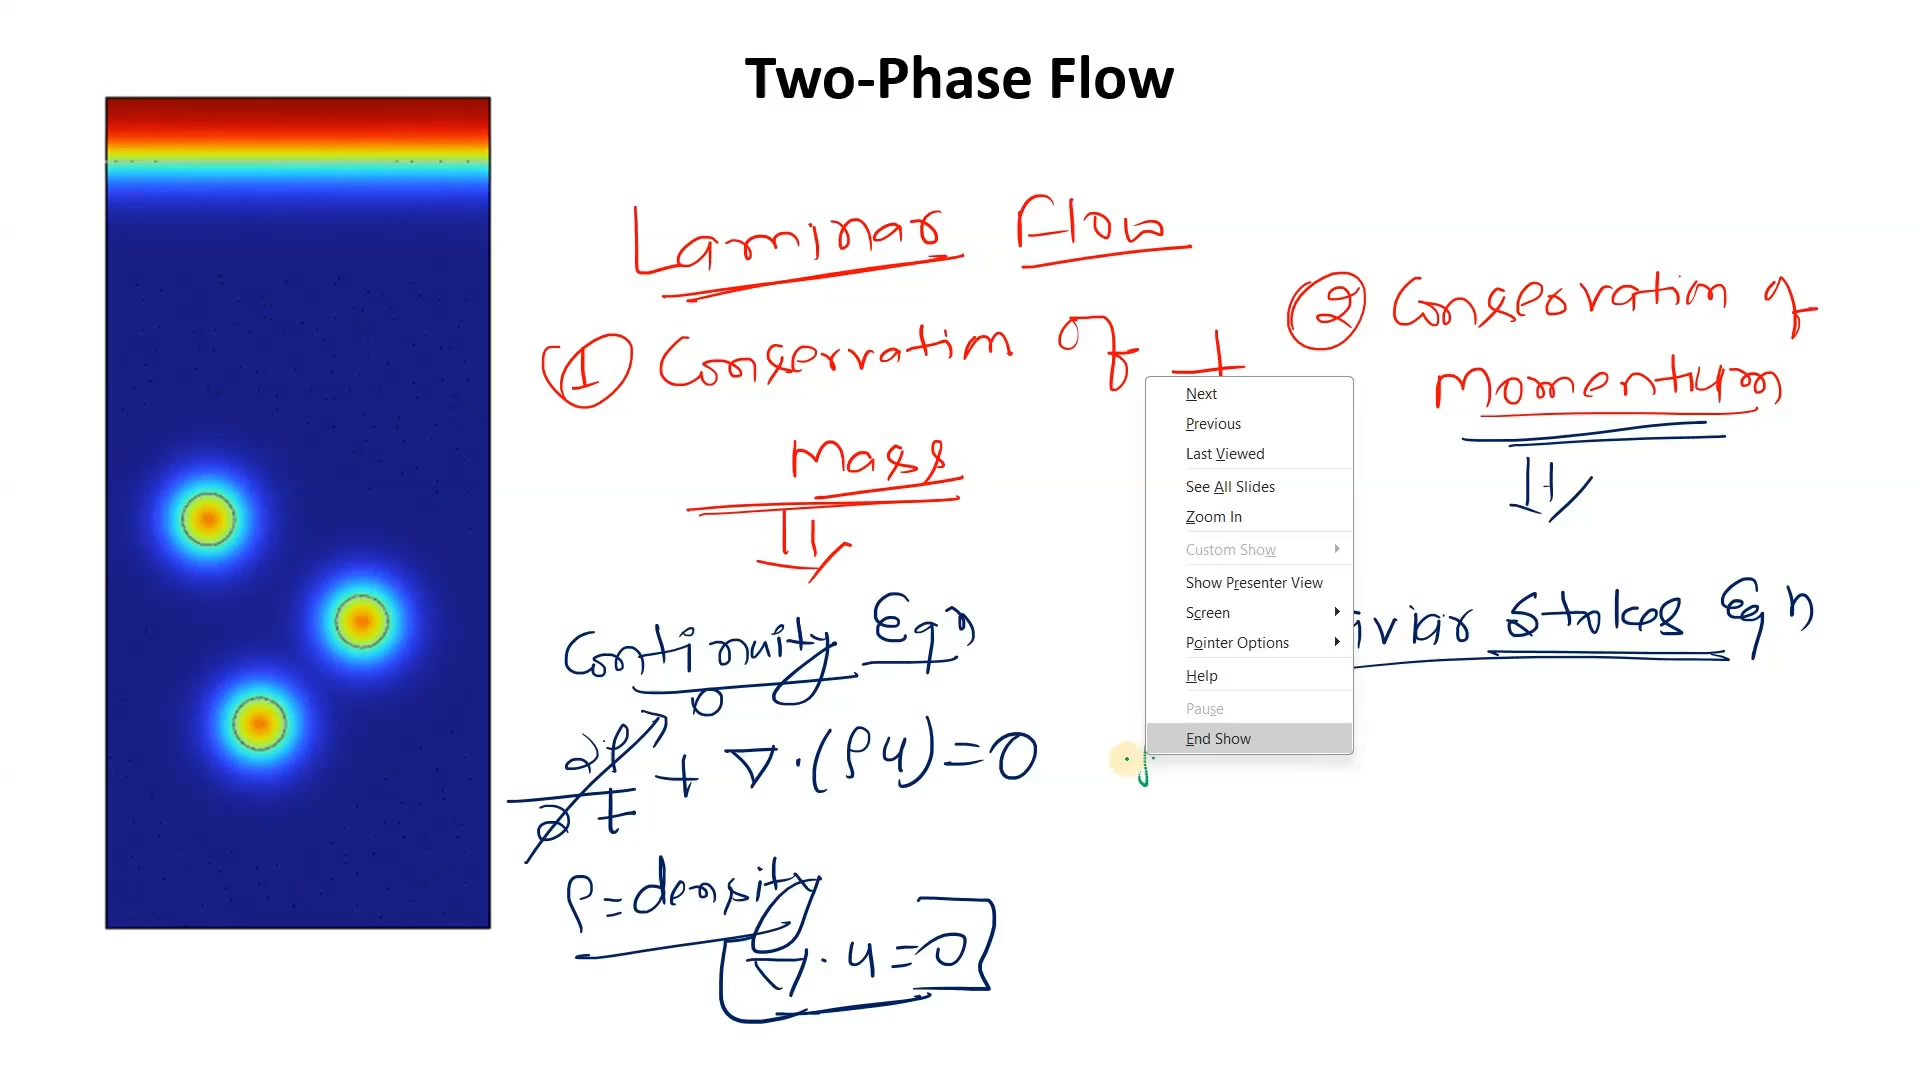 Two-Phase Flow
Laminar Flow
① Conservation of
Mass
② Conservation of
Momentium
Continuity Eqn
∂ρ/∂t → 0 + ∇·(ρu) = 0
ρ = density
∇·u = 0
Stokes Eqn
Next
Previous
Last Viewed
See All Slides
Zoom In
Custom Show
Show Presenter View
Screen
Pointer Options
Help
Pause
End Show